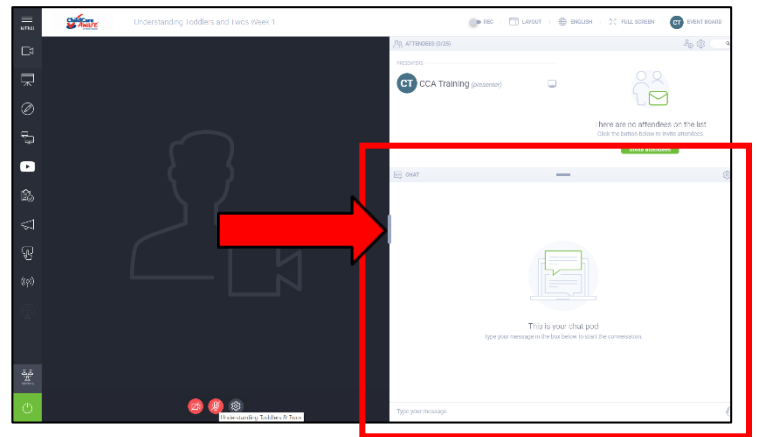 MENU
ChildCare
AWARE
Understanding Toddlers and Twos Week 1
REC
LAYOUT
ENGLISH
FULL SCREEN
CT
EVENT BOARD
ATTENDEES (0/25)
PRESENTERS
CT
CCA Training (presenter)
There are no attendees on the list
Click the button below to invite attendees
CHAT
This is your chat pod
Type your message in the box below to start the conversation.
Type your message
Understanding Toddlers & Twos